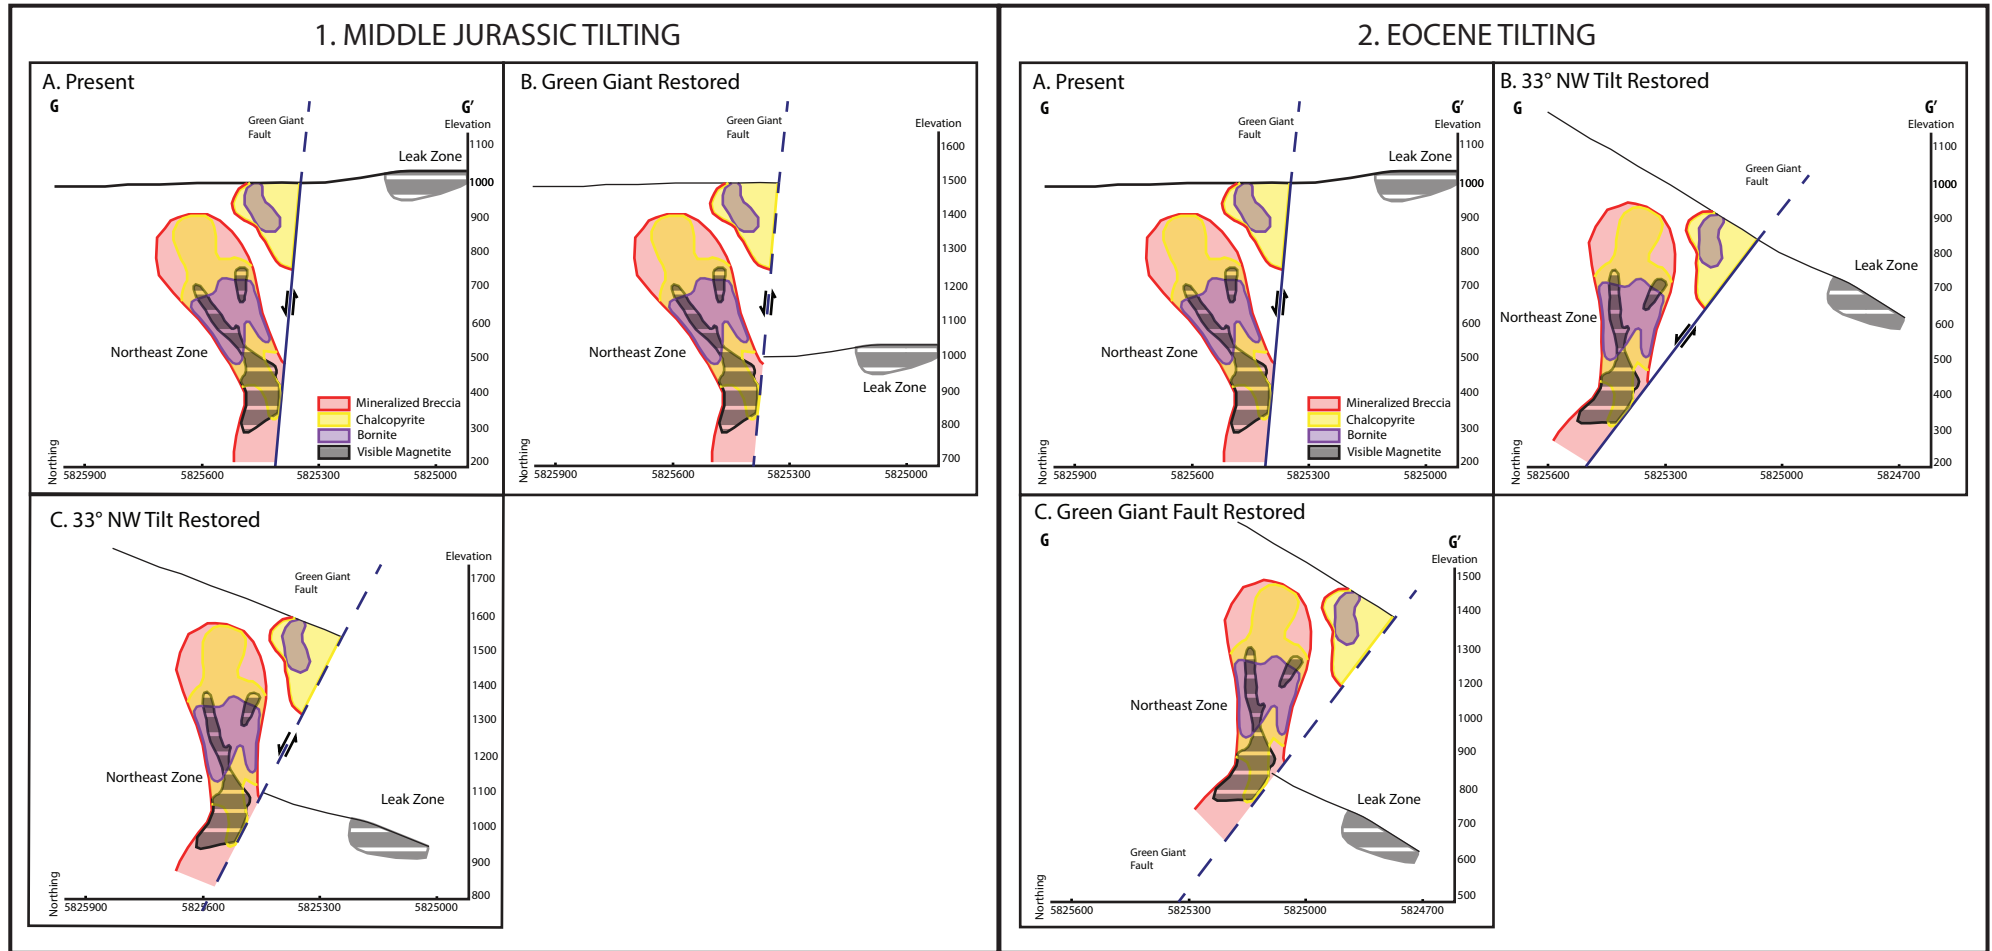 1. MIDDLE JURASSIC TILTING
A. Present
G
G'
Green Giant
Fault
Elevation
Leak Zone
1100
1000
900
800
700
600
500
400
300
200
Northeast Zone
Mineralized Breccia
Chalcopyrite
Bornite
Visible Magnetite
Northing
5825900
5825600
5825300
5825000
B. Green Giant Restored
Green Giant
Fault
Elevation
1600
1500
1400
1300
1200
1100
1000
900
800
700
Northeast Zone
Leak Zone
Northing
5825900
5825600
5825300
5825000
C. 33° NW Tilt Restored
Green Giant
Fault
Elevation
1700
1600
1500
1400
1300
1200
1100
1000
900
800
Northeast Zone
Leak Zone
Northing
5825900
5825600
5825300
5825000
2. EOCENE TILTING
A. Present
G
G'
Green Giant
Fault
Elevation
Leak Zone
1100
1000
900
800
700
600
500
400
300
200
Northeast Zone
Mineralized Breccia
Chalcopyrite
Bornite
Visible Magnetite
Northing
5825900
5825600
5825300
5825000
B. 33° NW Tilt Restored
G
G'
Elevation
Green Giant
Fault
1100
1000
900
800
700
600
500
400
300
200
Leak Zone
Northeast Zone
Northing
5825600
5825300
5825000
5824700
C. Green Giant Fault Restored
G
G'
Elevation
1500
1400
1300
1200
1000
900
800
700
600
500
Northeast Zone
Leak Zone
Green Giant
Fault
Northing
5825600
5825300
5825000
5824700